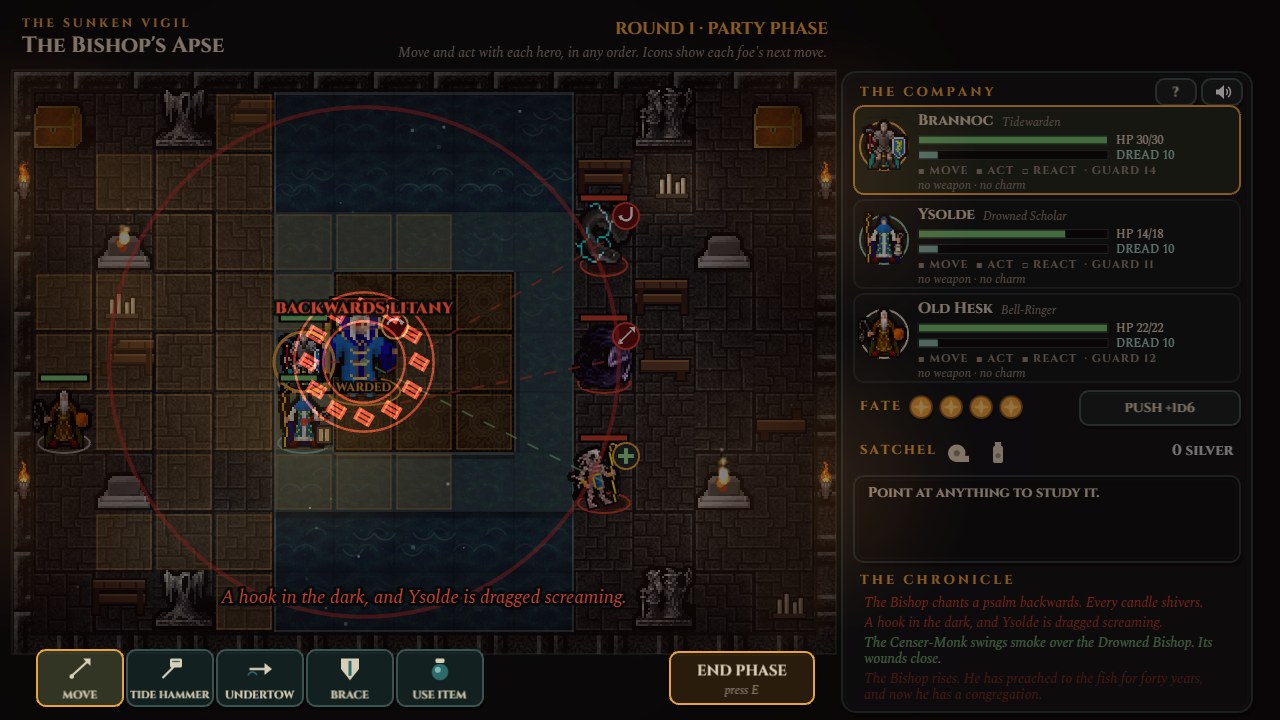 THE SUNKEN VIGIL
THE BISHOP'S APSE
ROUND 1 · PARTY PHASE
Move and act with each hero, in any order. Icons show each foe's next move.
BACKWARDS LITANY
WARDED
A hook in the dark, and Ysolde is dragged screaming.
MOVE
TIDE HAMMER
UNDERTOW
BRACE
USE ITEM
END PHASE
press E
THE COMPANY
?
BRANNOC Tidewarden
HP 30/30
DREAD 10
MOVE ACT REACT · GUARD 14
no weapon · no charm
YSOLDE Drowned Scholar
HP 14/18
DREAD 10
MOVE ACT REACT · GUARD 11
no weapon · no charm
OLD HESK Bell-Ringer
HP 22/22
DREAD 10
MOVE ACT REACT · GUARD 12
no weapon · no charm
FATE
PUSH +1D6
SATCHEL
0 SILVER
POINT AT ANYTHING TO STUDY IT.
THE CHRONICLE
The Bishop chants a psalm backwards. Every candle shivers.
A hook in the dark, and Ysolde is dragged screaming.
The Censer-Monk swings smoke over the Drowned Bishop. Its
wounds close.
The Bishop rises. He has preached to the fish for forty years,
and now he has a congregation.